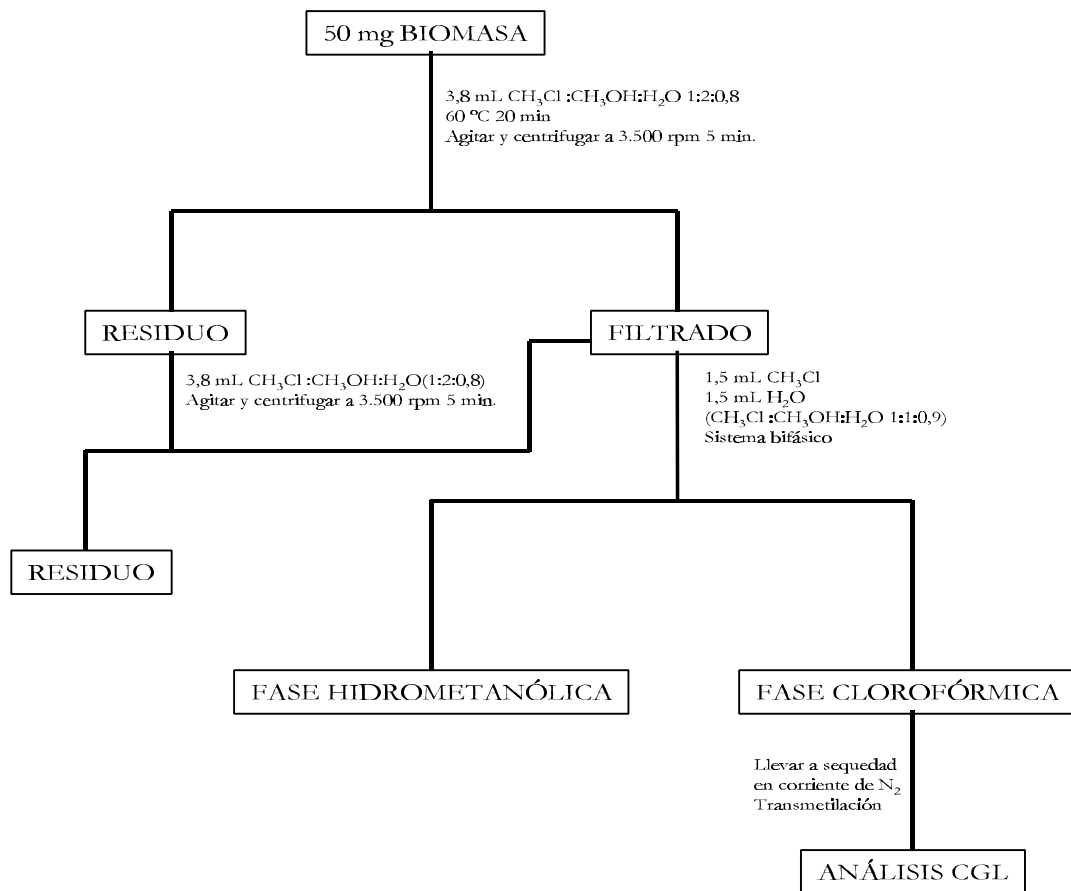 50 mg BIOMASA
3,8 mL CH₃Cl :CH₃OH:H₂O 1:2:0,8
60 ºC 20 min
Agitar y centrifugar a 3.500 rpm 5 min.
RESIDUO
FILTRADO
3,8 mL CH₃Cl :CH₃OH:H₂O(1:2:0,8)
Agitar y centrifugar a 3.500 rpm 5 min.
1,5 mL CH₃Cl
1,5 mL H₂O
(CH₃Cl :CH₃OH:H₂O 1:1:0,9)
Sistema bifásico
RESIDUO
FASE HIDROMETANÓLICA
FASE CLOROFÓRMICA
Llevar a sequedad
en corriente de N₂
Transmetilación
ANÁLISIS CGL